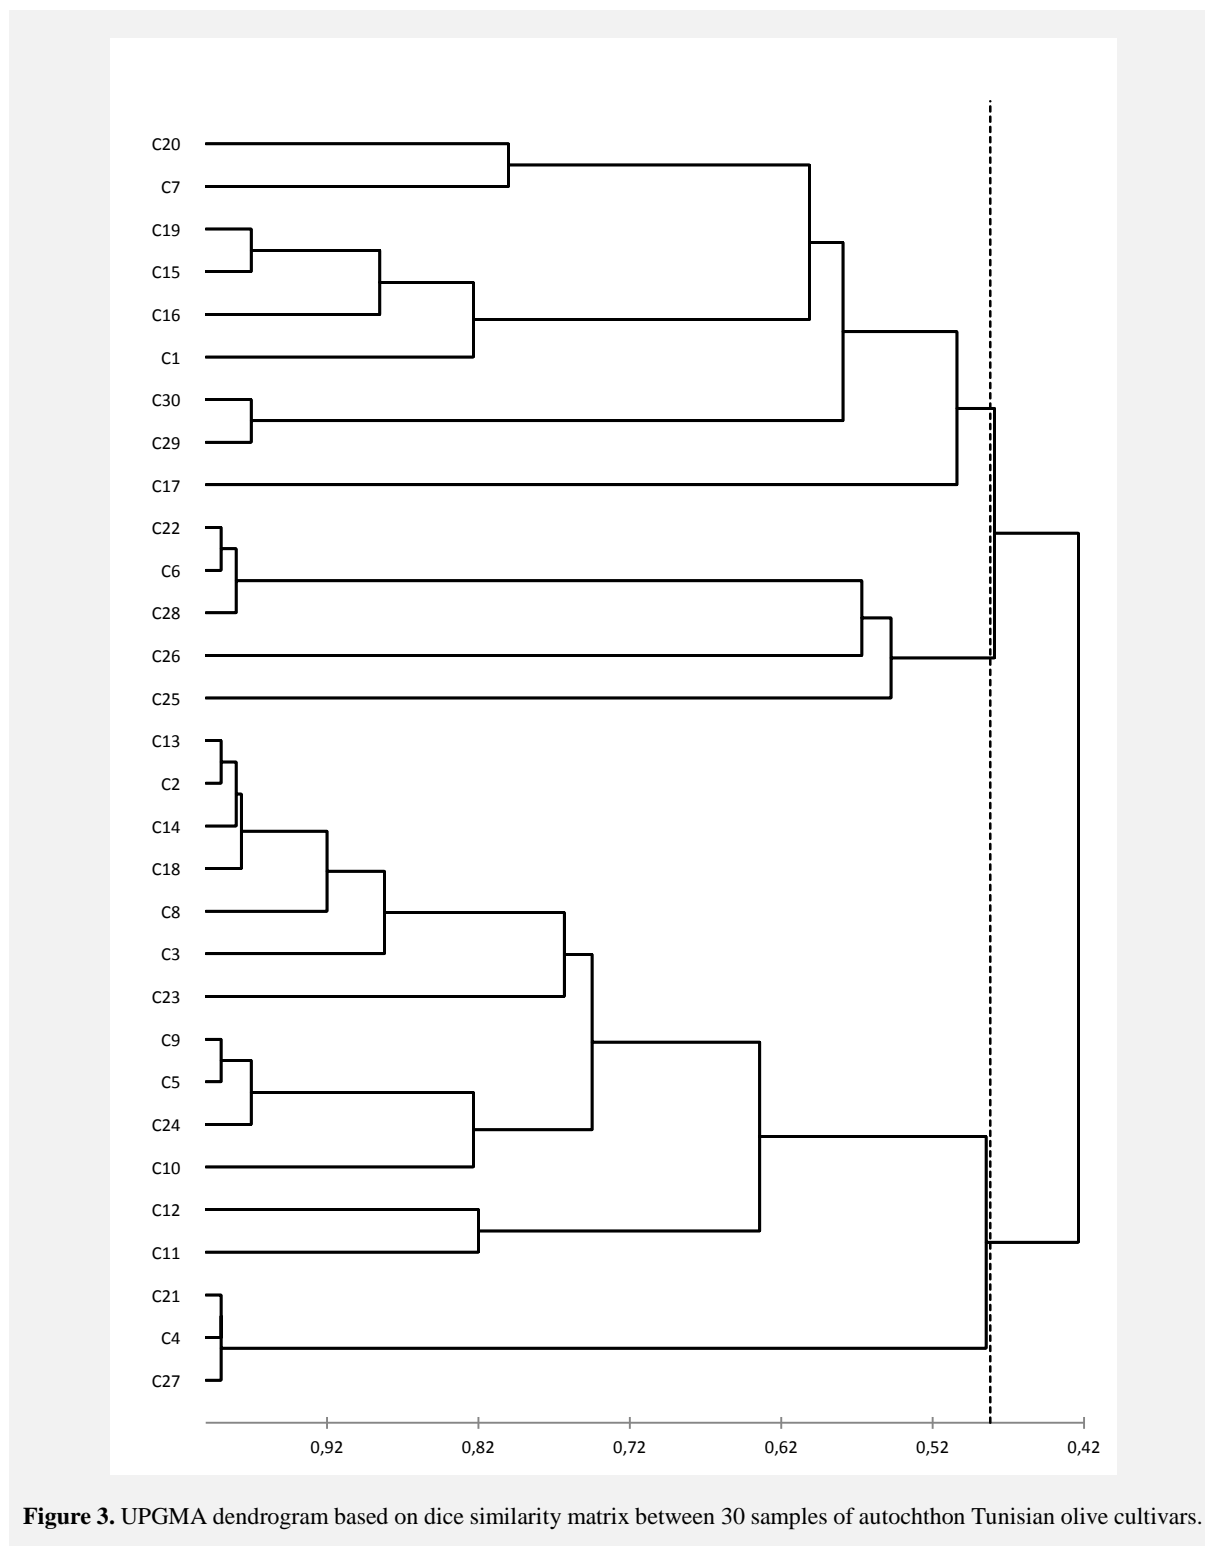 C20
C7
C19
C15
C16
C1
C30
C29
C17
C22
C6
C28
C26
C25
C13
C2
C14
C18
C8
C3
C23
C9
C5
C24
C10
C12
C11
C21
C4
C27
0,92 0,82 0,72 0,62 0,52 0,42
Figure 3. UPGMA dendrogram based on dice similarity matrix between 30 samples of autochthon Tunisian olive cultivars.